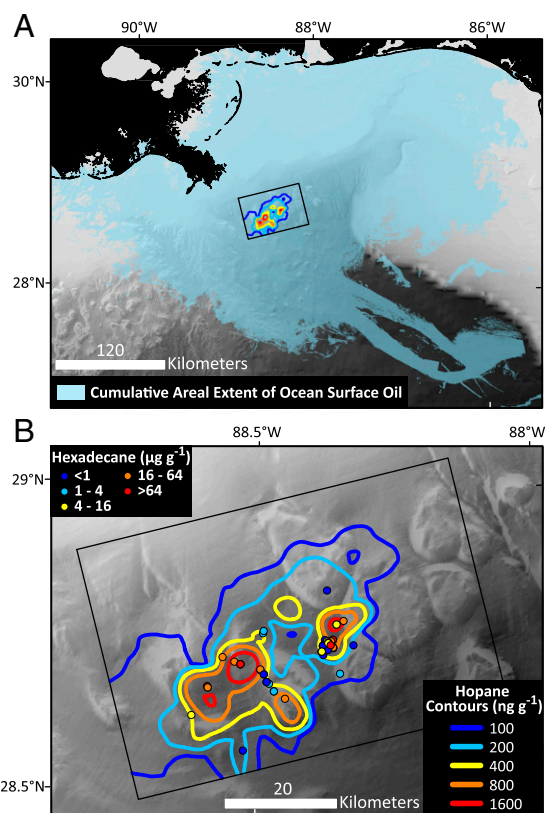 A
90°W 88°W 86°W
30°N
28°N
120
Kilometers
Cumulative Areal Extent of Ocean Surface Oil
B
88.5°W 88°W
29°N
Hexadecane (µg g⁻¹)
<1 16 - 64
1 - 4 >64
4 - 16
Hopane
Contours (ng g⁻¹)
100
200
400
800
1600
28.5°N
20
Kilometers